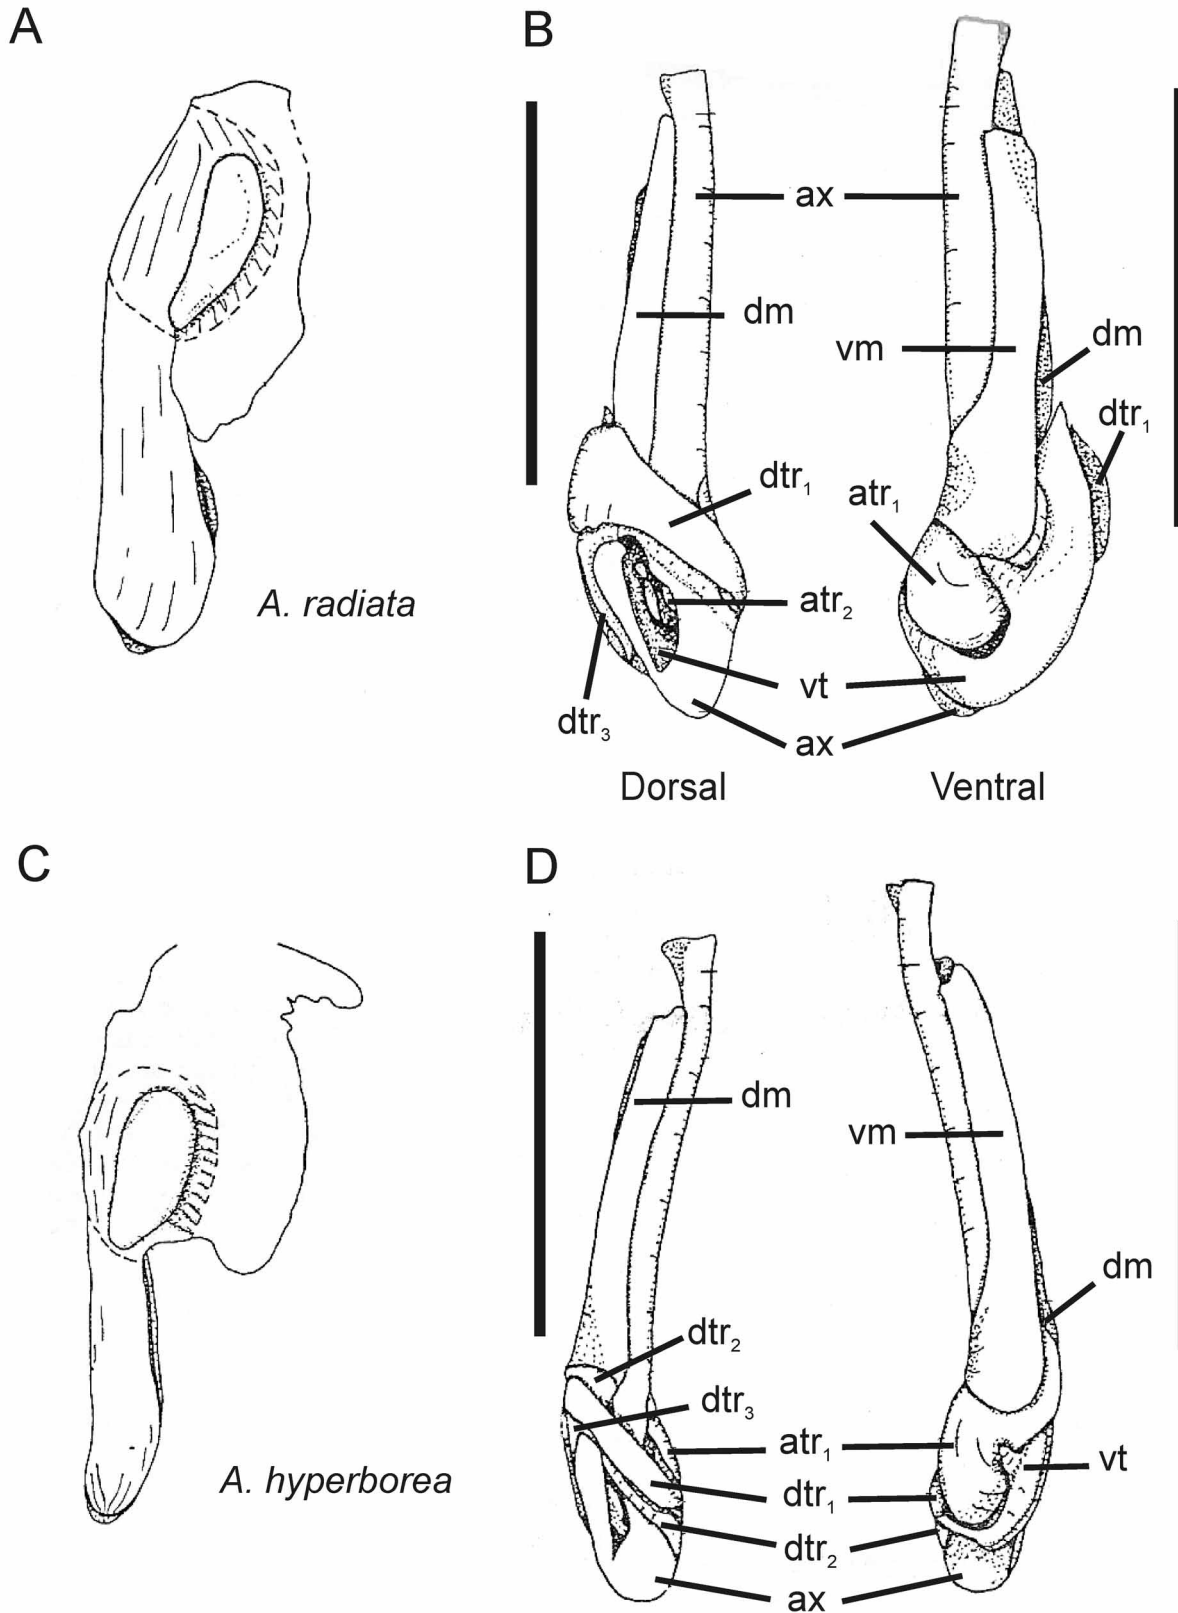 A
B
ax
dm
vm
dm
dtr₁
dtr₁
atr₁
atr₂
A. radiata
vt
dtr₃
ax
Dorsal
Ventral
C
D
dm
vm
dm
dtr₂
dtr₃
atr₁
vt
dtr₁
A. hyperborea
dtr₂
ax